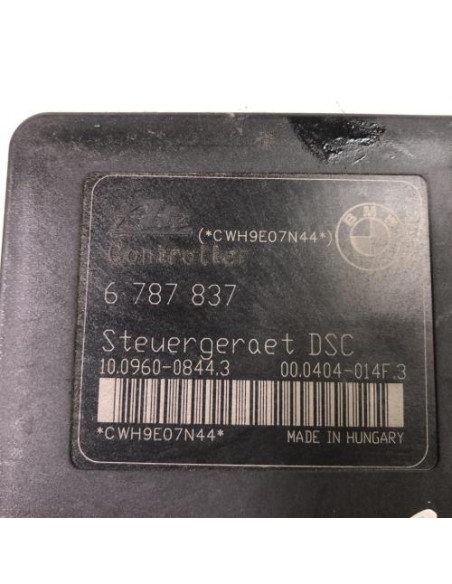 (*CWH9E07N44*)
BMW
Controller
6 787 837
Steuergeraet DSC
10.0960-0844.3 00.0404-014F.3
*CWH9E07N44* MADE IN HUNGARY